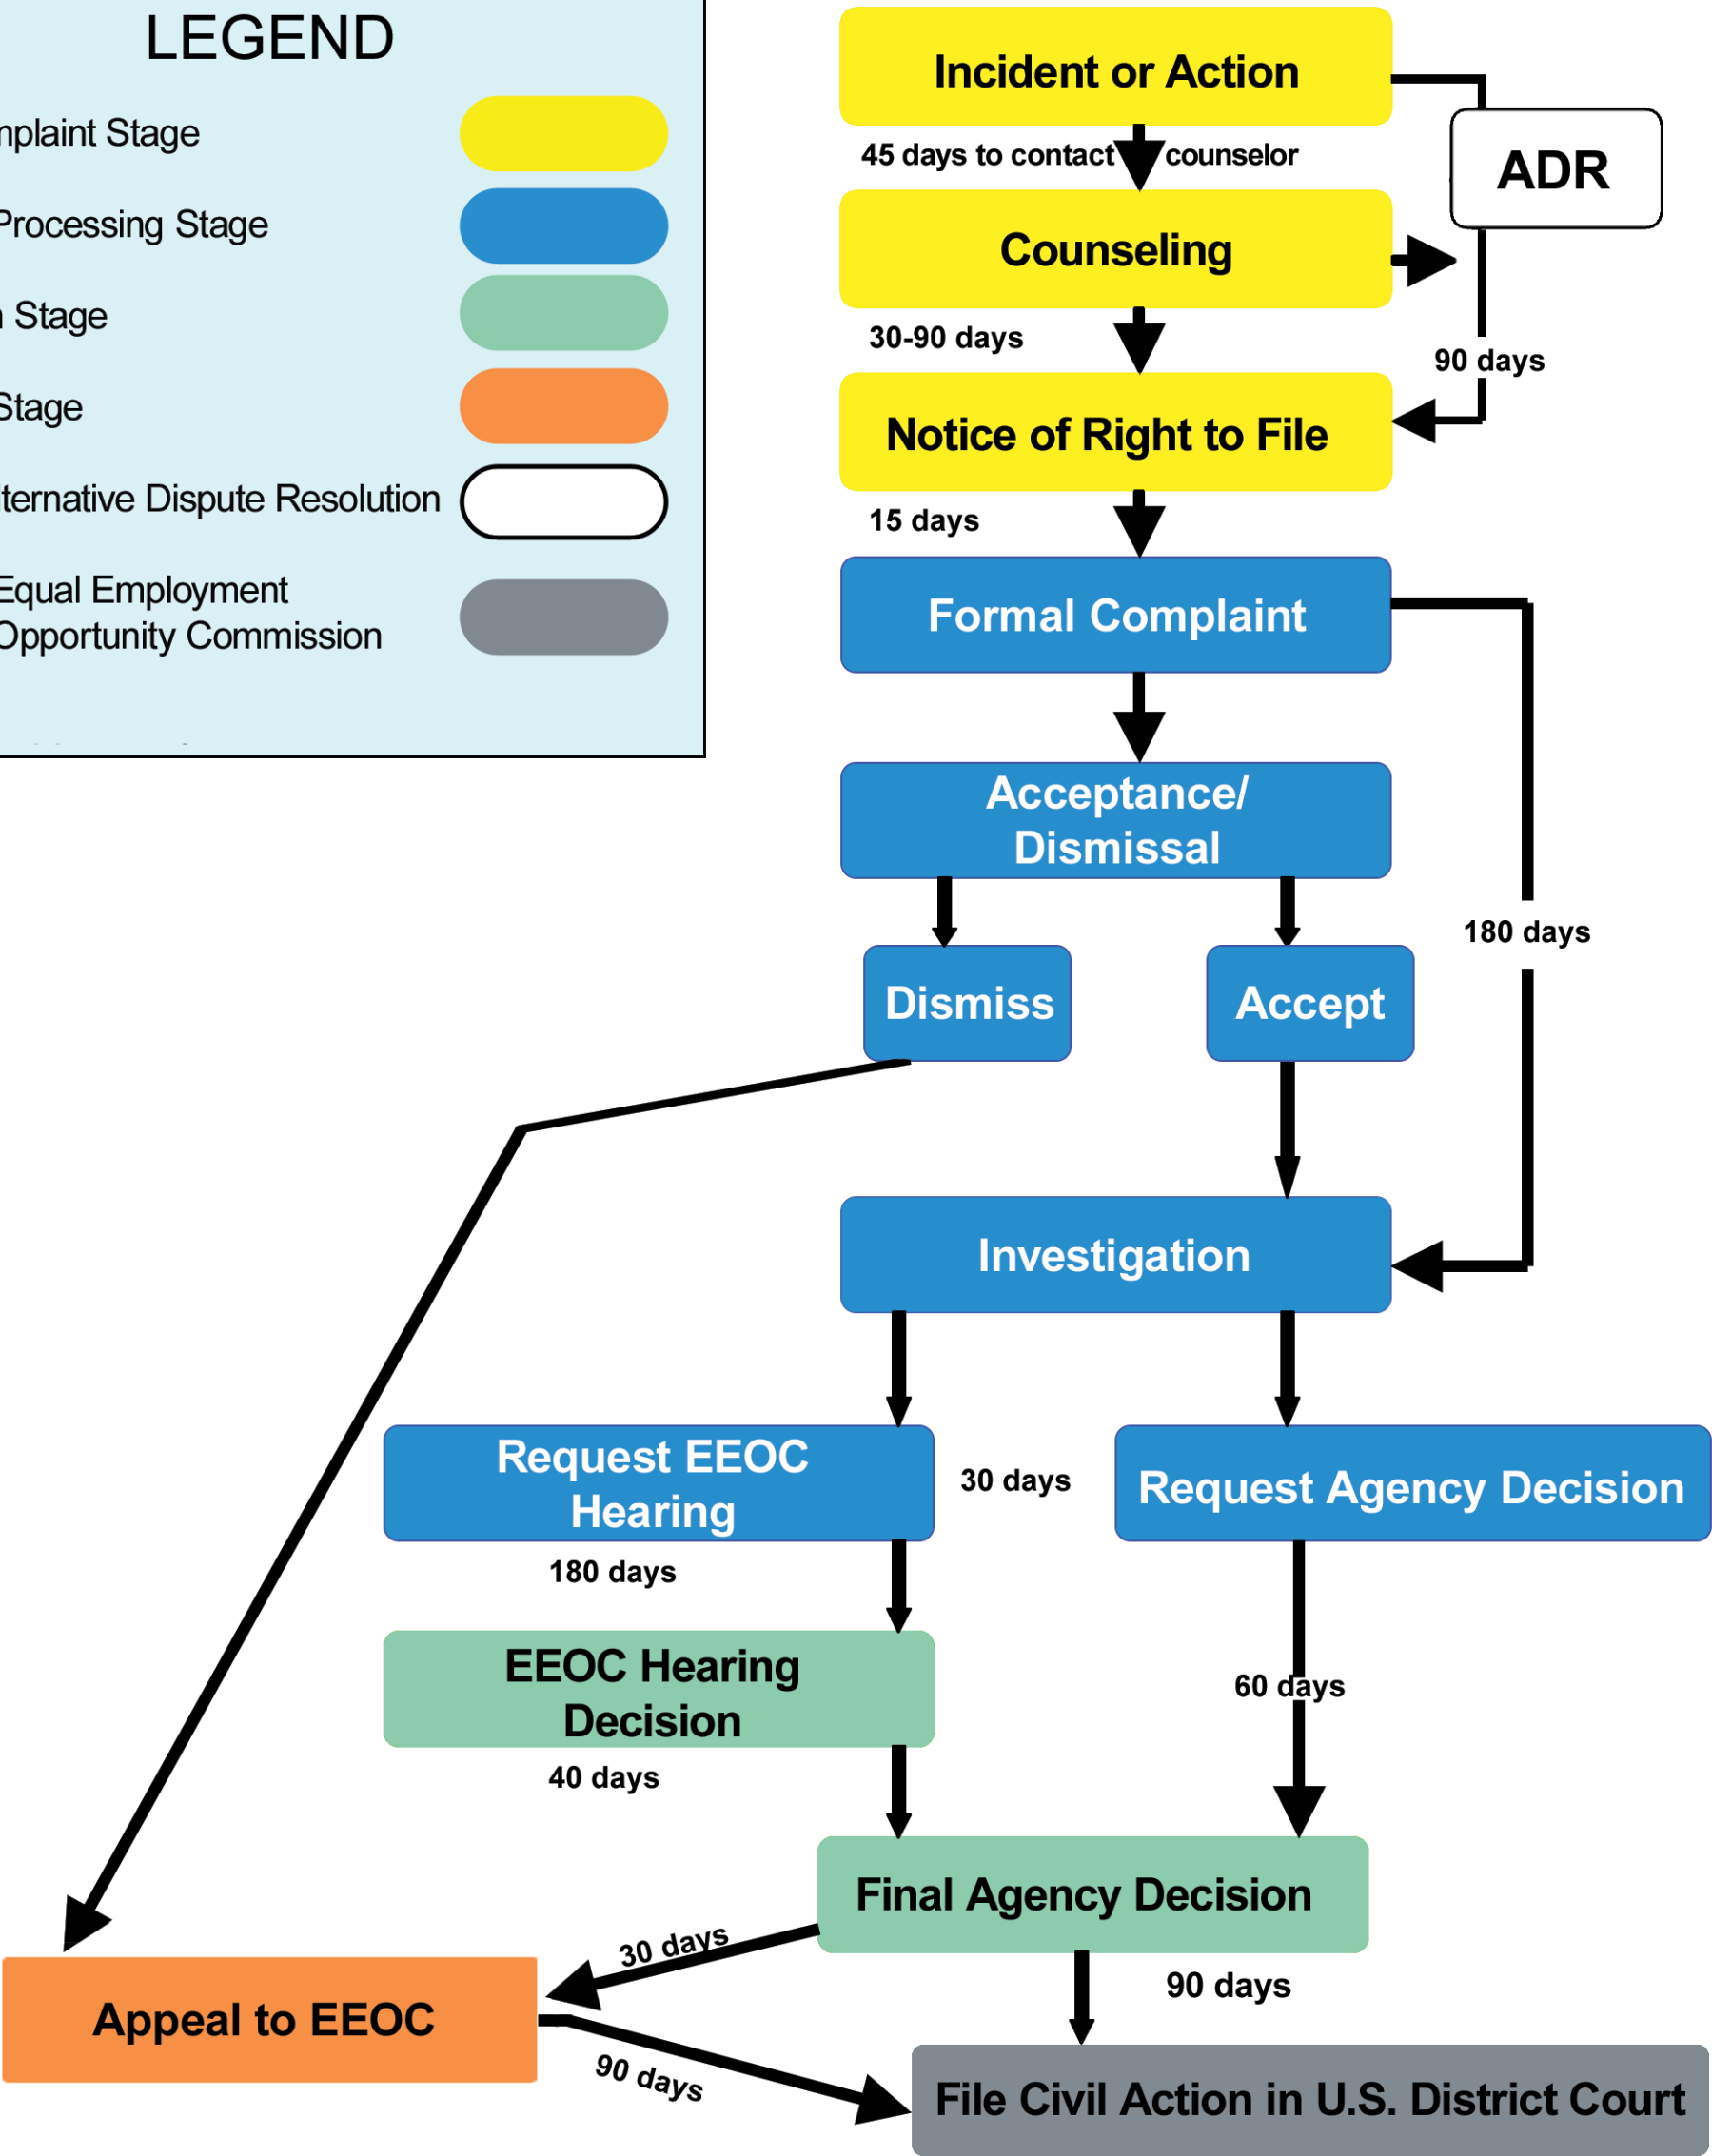 LEGEND
mplaint Stage
Processing Stage
Stage
Stage
lternative Dispute Resolution
Equal Employment
Opportunity Commission
Incident or Action
45 days to contact counselor
ADR
Counseling
30-90 days
90 days
Notice of Right to File
15 days
Formal Complaint
Acceptance/
Dismissal
180 days
Dismiss
Accept
Investigation
Request EEOC
Hearing
30 days
Request Agency Decision
180 days
EEOC Hearing
Decision
60 days
40 days
Final Agency Decision
30 days
90 days
Appeal to EEOC
90 days
File Civil Action in U.S. District Court